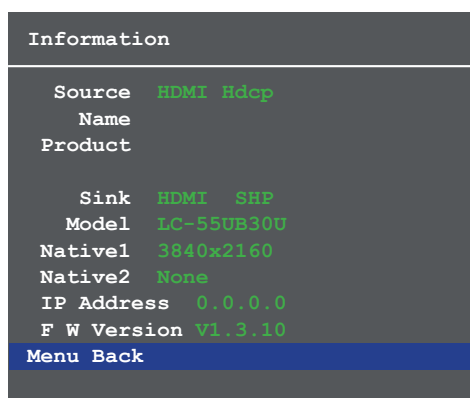 Information
Source HDMI Hdcp
Name
Product
Sink HDMI SHP
Model LC-55UB30U
Native1 3840x2160
Native2 None
IP Address 0.0.0.0
F W Version V1.3.10
Menu Back